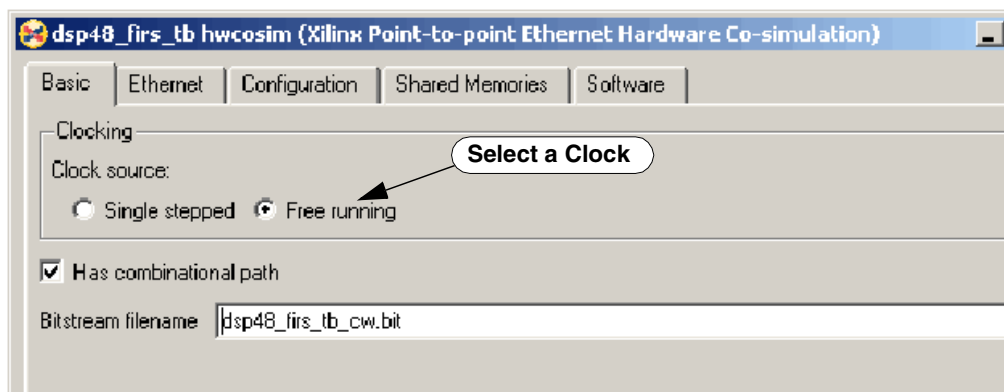 dsp48_firs_tb hwcosim (Xilinx Point-to-point Ethernet Hardware Co-simulation)
Basic Ethernet Configuration Shared Memories Software
Clocking
Select a Clock
Clock source:
Single stepped Free running
Has combinational path
Bitstream filename dsp48_firs_tb_cw.bit